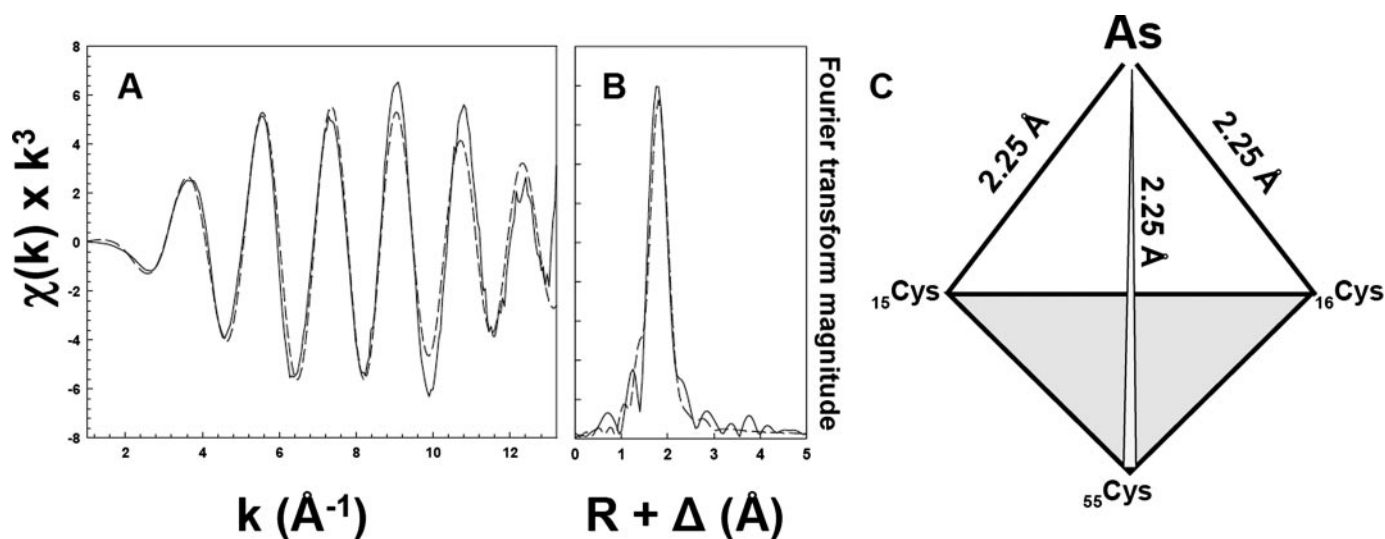 A
8
6
4
2
0
-2
-4
-6
-8
χ(k) x k³
2 4 6 8 10 12
k (Å⁻¹)
B
Fourier transform magnitude
0 1 2 3 4 5
R + Δ (Å)
C
As
2.25 Å
2.25 Å
2.25 Å
₁₅Cys
₁₆Cys
₅₅Cys